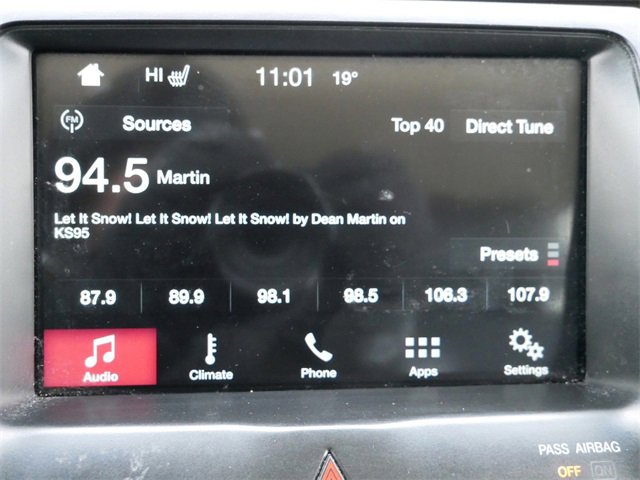 HI 11:01 19°
FM Sources Top 40 Direct Tune
94.5 Martin
Let It Snow! Let It Snow! Let It Snow! by Dean Martin on
KS95
Presets
87.9 89.9 98.1 98.5 106.3 107.9
Audio Climate Phone Apps Settings
PASS AIRBAG
OFF ON